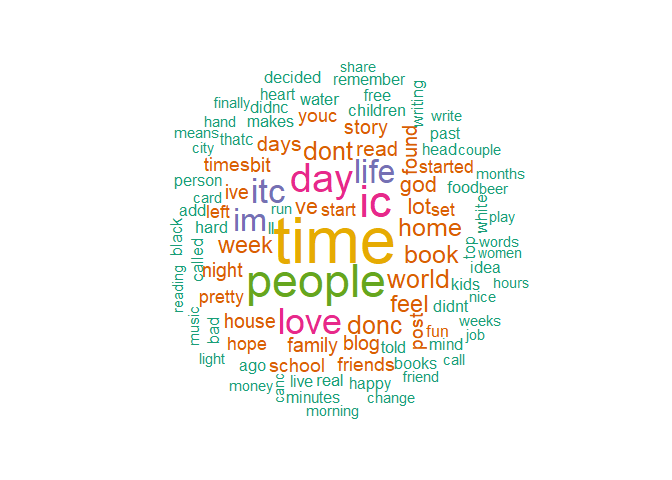 share
decided remember
finally heart water free writing
hand didnc makes youc children write
means thatc story found past
city days dont read head couple
timesbit day life started months
person ive itc ic god food beer
card left im ve start lot set white play
add run
black hard week ll time home top words
called night people book women
reading pretty world kids idea hours
music house love donc feel didnt nice
bad hope family blog post fun mind weeks
light ago school friends told books call job
money canc live real happy friend
minutes change
morning